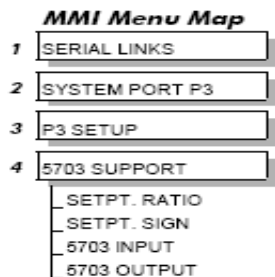 MMI Menu Map
1 SERIAL LINKS
2 SYSTEM PORT P3
3 P3 SETUP
4 5703 SUPPORT
SETPT. RATIO
SETPT. SIGN
5703 INPUT
5703 OUTPUT